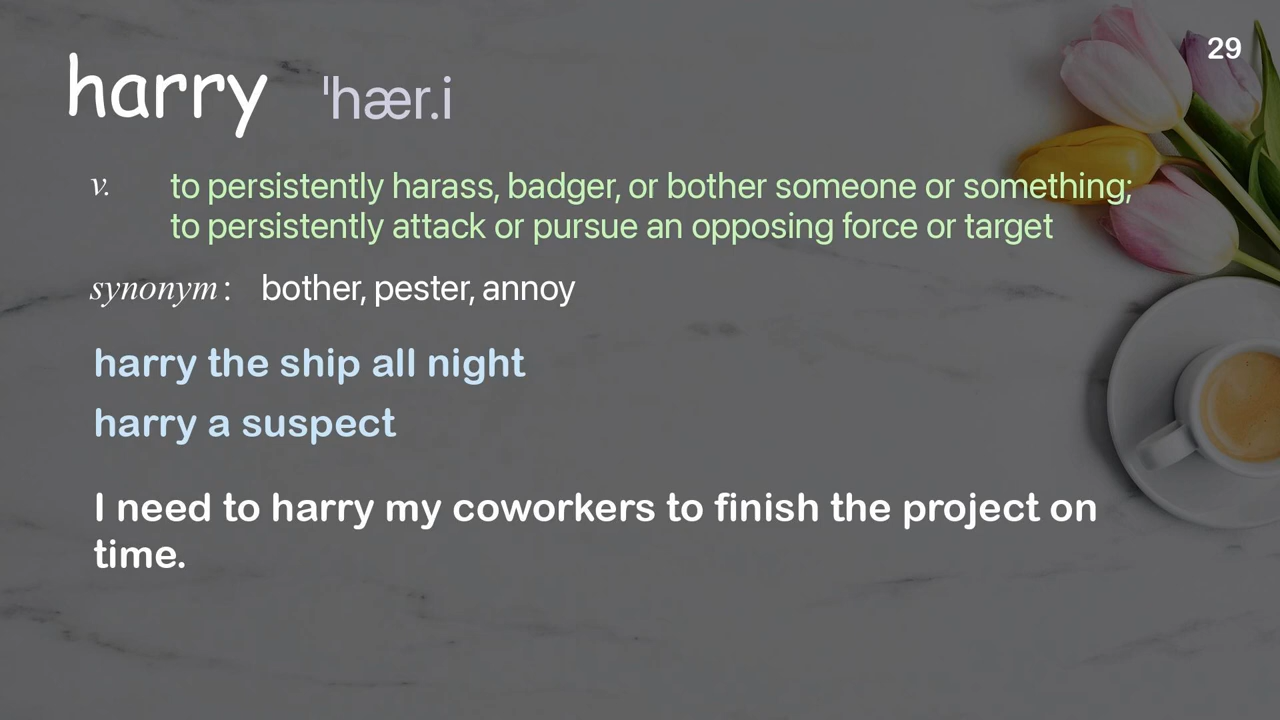 29
harry ˈhær.i
v. to persistently harass, badger, or bother someone or something;
to persistently attack or pursue an opposing force or target
synonym : bother, pester, annoy
harry the ship all night
harry a suspect
I need to harry my coworkers to finish the project on
time.